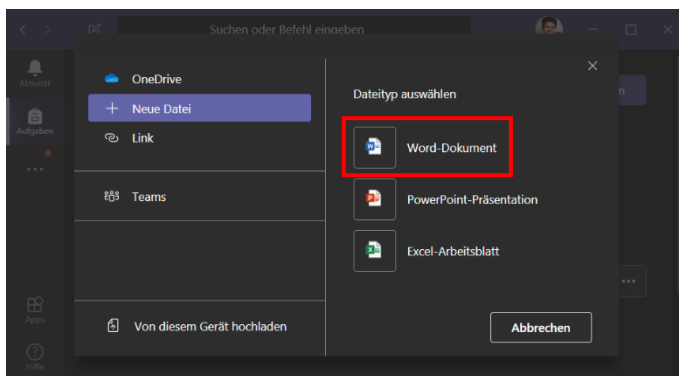 Suchen oder Befehl eingeben
Aktivität
Aufgaben
Apps
Hilfe
OneDrive
Neue Datei
Link
Teams
Von diesem Gerät hochladen
Dateityp auswählen
Word-Dokument
PowerPoint-Präsentation
Excel-Arbeitsblatt
Abbrechen